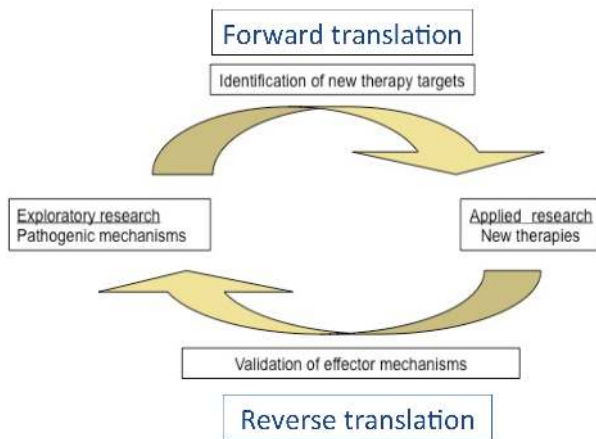 Forward translation
Identification of new therapy targets
Exploratory research
Pathogenic mechanisms
Applied research
New therapies
Validation of effector mechanisms
Reverse translation